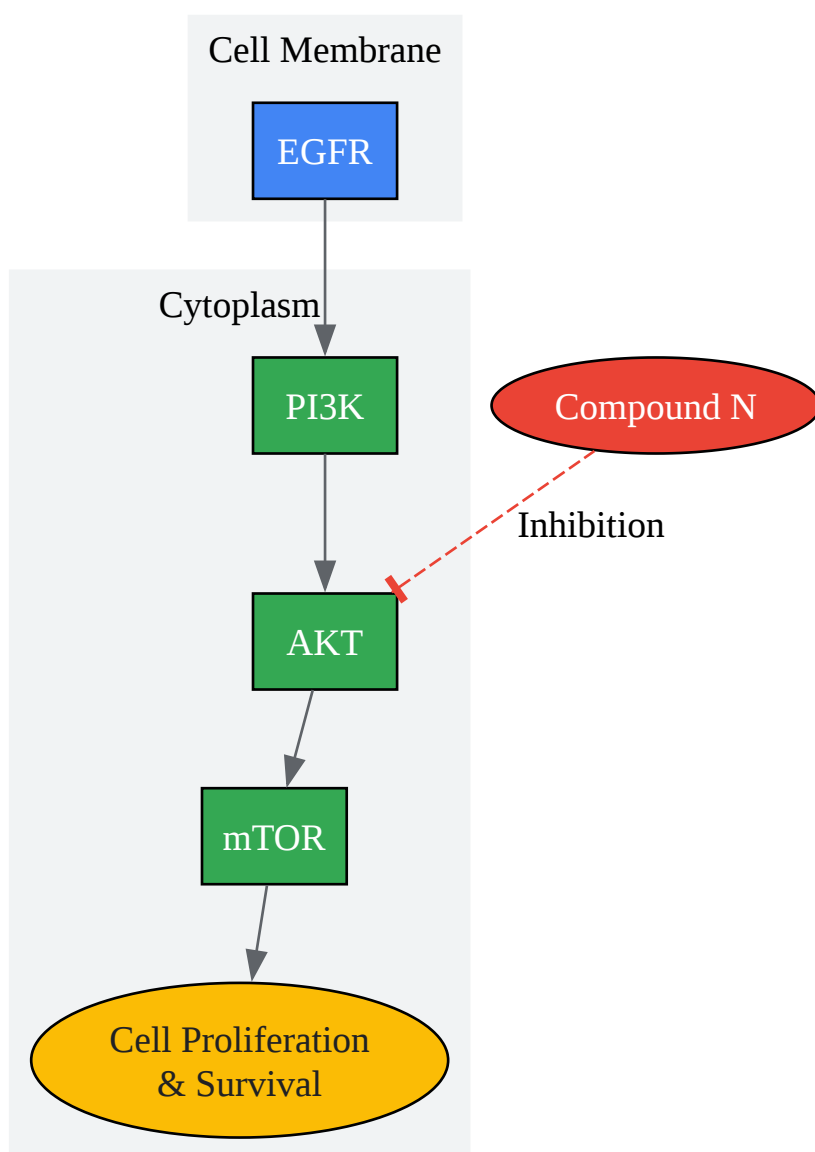 Cell Membrane
EGFR
Cytoplasm
PI3K
Compound N
Inhibition
AKT
mTOR
Cell Proliferation
& Survival